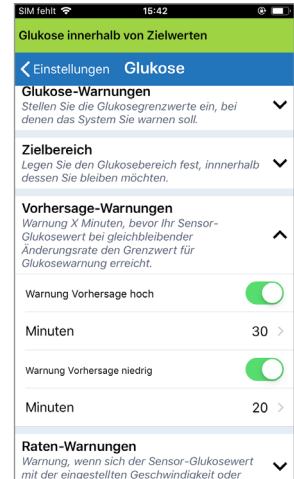 SIM fehlt 15:42
Glukose innerhalb von Zielwerten
Einstellungen Glukose
Glukose-Warnungen
Stellen Sie die Glukosegrenzwerte ein, bei
denen das System Sie warnen soll.
Zielbereich
Legen Sie den Glukosebereich fest, innnerhalb
dessen Sie bleiben möchten.
Vorhersage-Warnungen
Warnung X Minuten, bevor Ihr Sensor-
Glukosewert bei gleichbleibender
Änderungsrate den Grenzwert für
Glukosewarnung erreicht.
Warnung Vorhersage hoch
Minuten 30
Warnung Vorhersage niedrig
Minuten 20
Raten-Warnungen
Warnung, wenn sich der Sensor-Glukosewert
mit der eingestellten Geschwindigkeit oder